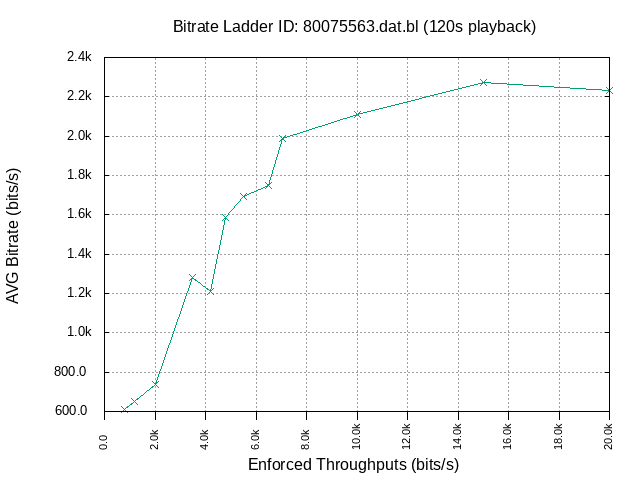 Bitrate Ladder ID: 80075563.dat.bl (120s playback)
2.4k
2.2k
2.0k
1.8k
1.6k
1.4k
1.2k
1.0k
800.0
600.0
AVG Bitrate (bits/s)
0.0 2.0k 4.0k 6.0k 8.0k 10.0k 12.0k 14.0k 16.0k 18.0k 20.0k
Enforced Throughputs (bits/s)